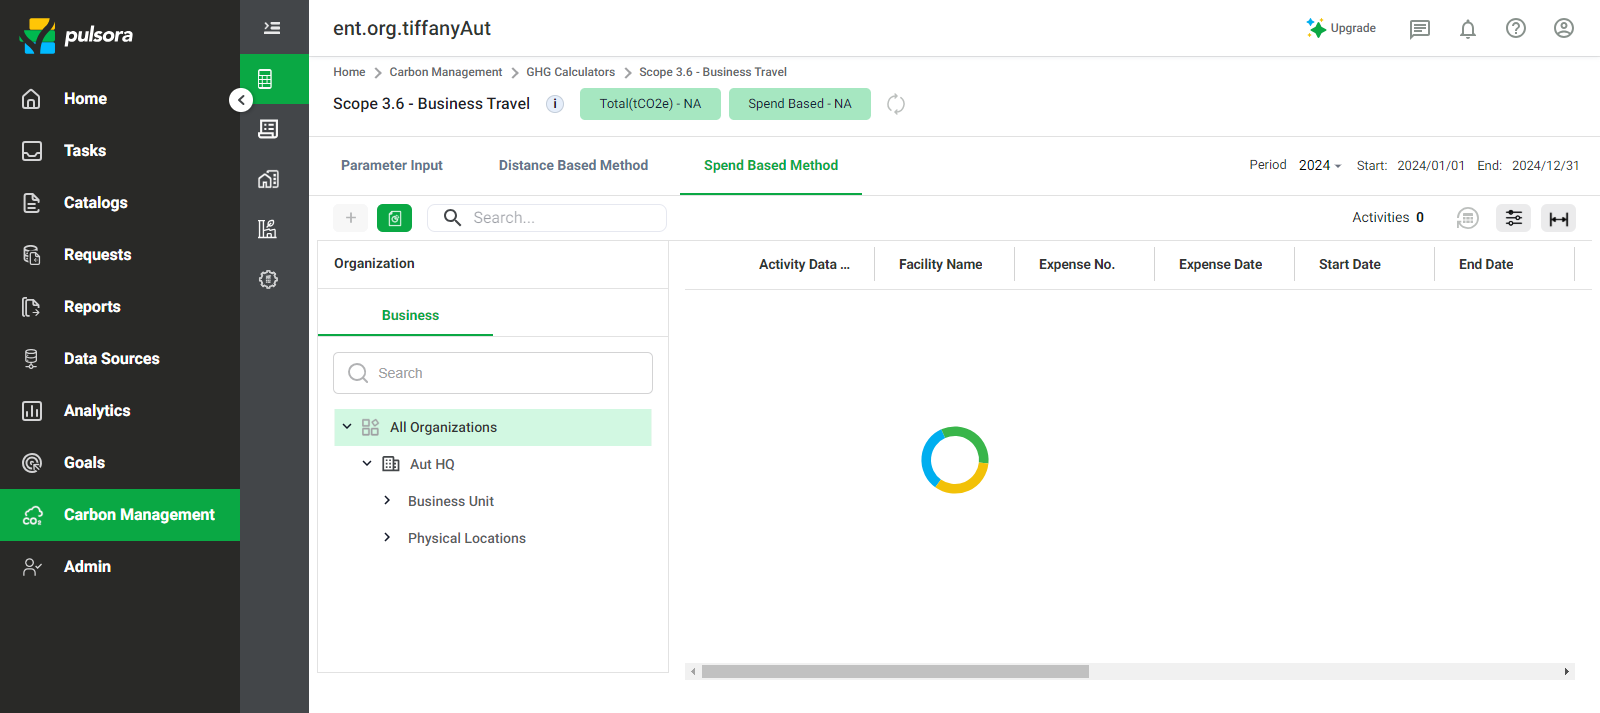 pulsora
Home
Tasks
Catalogs
Requests
Reports
Data Sources
Analytics
Goals
Carbon Management
Admin
ent.org.tiffanyAut
Upgrade
Home > Carbon Management > GHG Calculators > Scope 3.6 - Business Travel
Scope 3.6 - Business Travel i Total(tCO2e) - NA Spend Based - NA
Parameter Input Distance Based Method Spend Based Method Period 2024 Start: 2024/01/01 End: 2024/12/31
+ Search... Activities 0
Organization
Business
Search
All Organizations
Aut HQ
Business Unit
Physical Locations
Activity Data ... Facility Name Expense No. Expense Date Start Date End Date